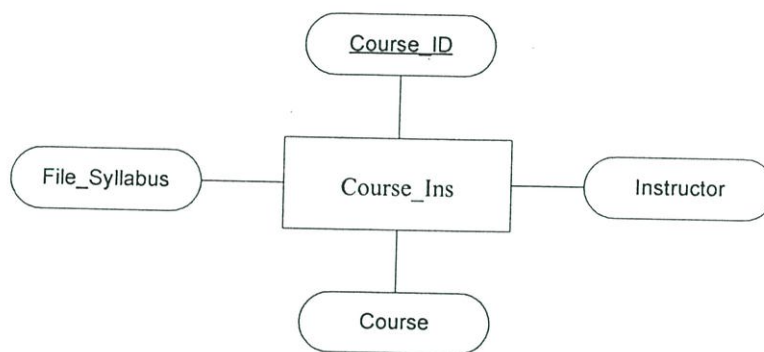 Course_ID
File_Syllabus
Course_Ins
Instructor
Course